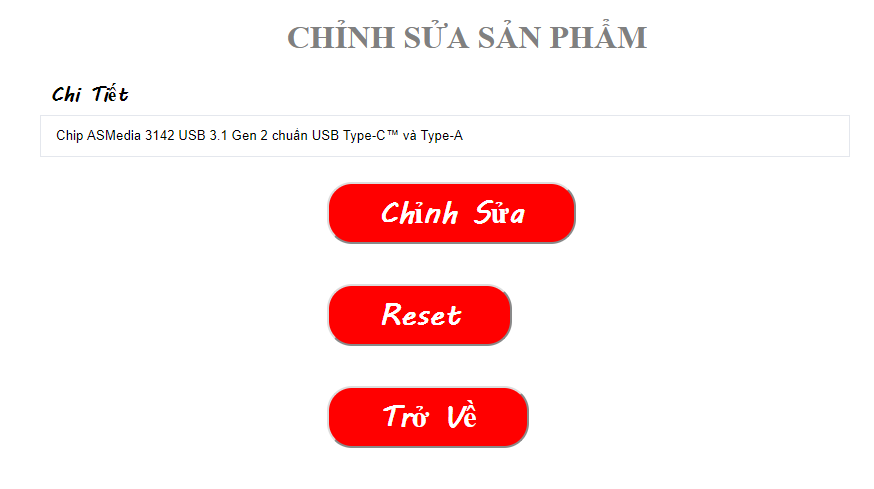 CHỈNH SỬA SẢN PHẨM
Chi Tiết
Chip ASMedia 3142 USB 3.1 Gen 2 chuẩn USB Type-C™ và Type-A
Chỉnh Sửa
Reset
Trở Về